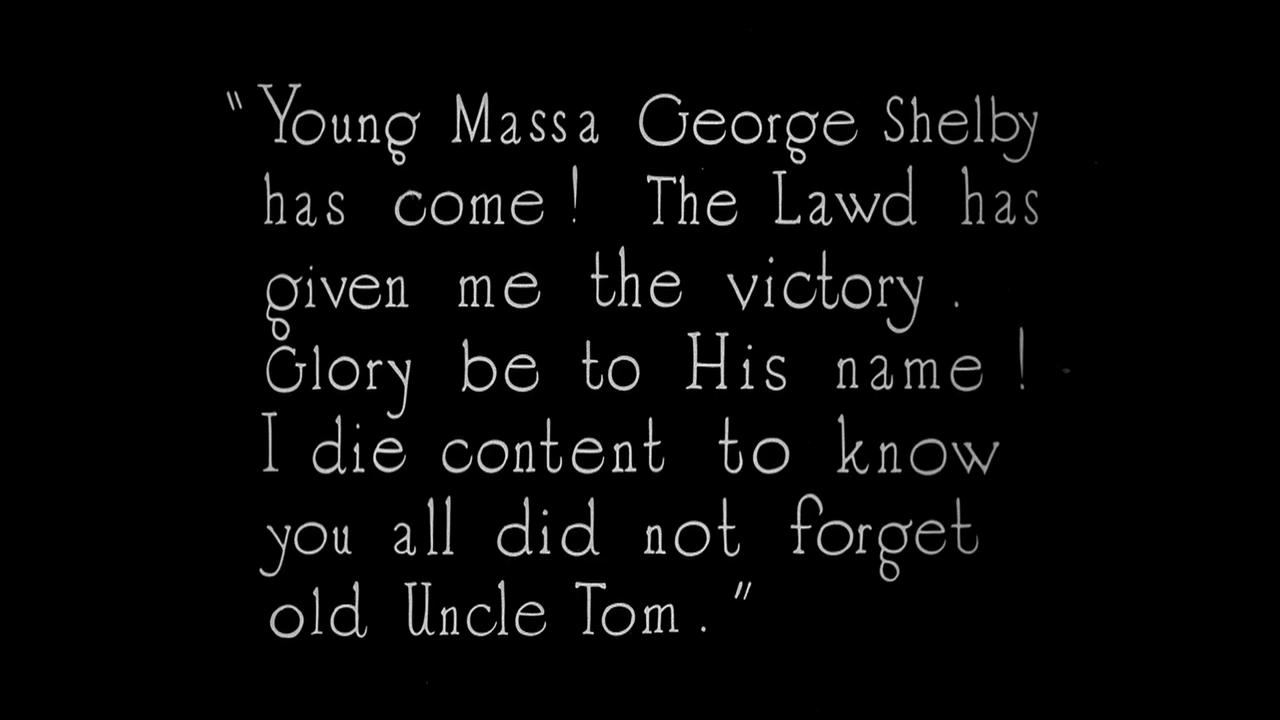 "Young Massa George Shelby
has come! The Lawd has
given me the victory.
Glory be to His name!
I die content to know
you all did not forget
old Uncle Tom."